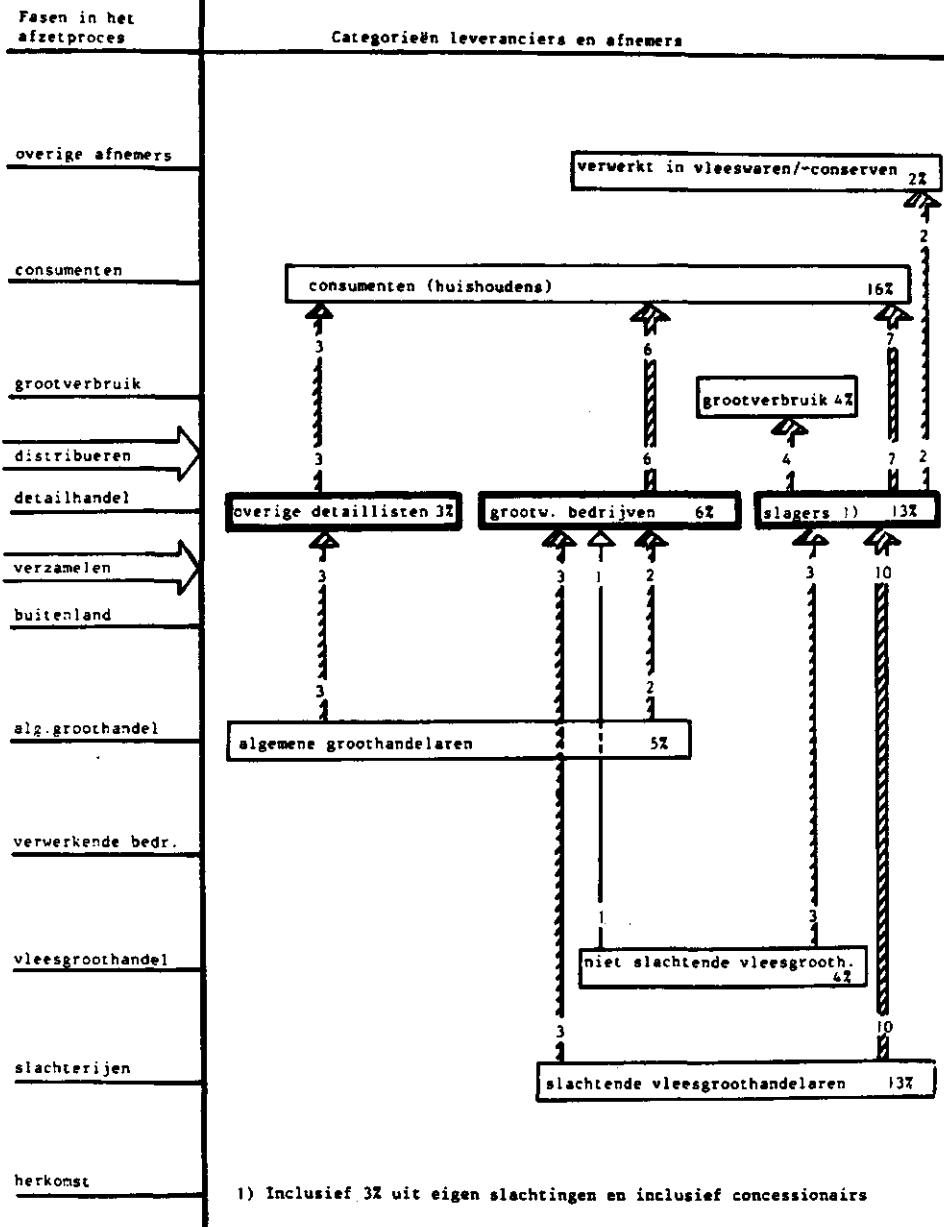 Fasen in het
afzetproces
Categorieën leveranciers en afnemers
overige afnemers
verwerkt in vleeswaren/-conserven 2%
2
consumenten
consumenten (huishoudens) 16%
3 6 7
grootverbruik
grootverbruik 4%
distribueren
3 6 4 7 2
detailhandel
overige detaillisten 3% grootw. bedrijven 6% slagers 1) 13%
verzamelen
3 3 1 2 3 10
buitenland
3 2
alg.groothandel
algemene groothandelaren 5%
verwerkende bedr.
1 3
vleesgroothandel
niet slachtende vleesgrooth.
4%
3 10
slachterijen
slachtende vleesgroothandelaren 13%
herkomst
1) Inclusief 3% uit eigen slachtingen en inclusief concessionairs